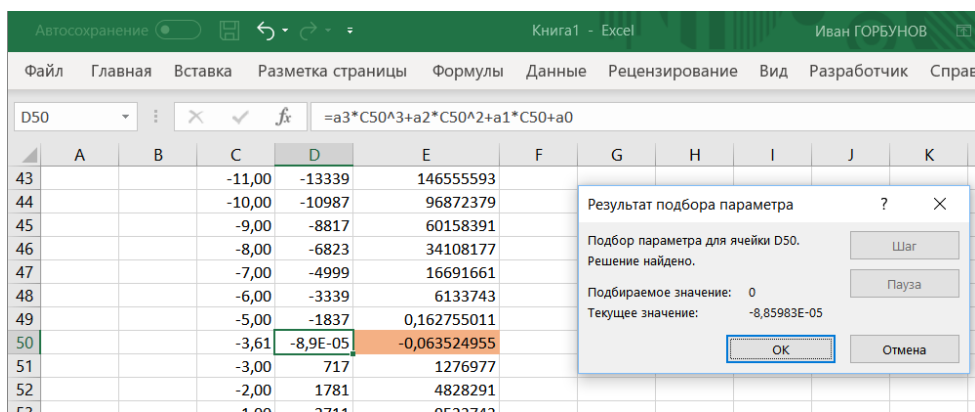 Автосохранение Книга1 - Excel Иван ГОРБУНОВ
Файл Главная Вставка Разметка страницы Формулы Данные Рецензирование Вид Разработчик Справ
D50 fx =a3*C50^3+a2*C50^2+a1*C50+a0
A B C D E F G H I J K
43 -11,00 -13339 146555593
44 -10,00 -10987 96872379
45 -9,00 -8817 60158391
46 -8,00 -6823 34108177
47 -7,00 -4999 16691661
48 -6,00 -3339 6133743
49 -5,00 -1837 0,162755011
50 -3,61 -8,9E-05 -0,063524955
51 -3,00 717 1276977
52 -2,00 1781 4828291
Результат подбора параметра ? ×
Подбор параметра для ячейки D50.
Решение найдено.
Подбираемое значение: 0
Текущее значение: -8,85983E-05
Шаг
Пауза
ОК Отмена